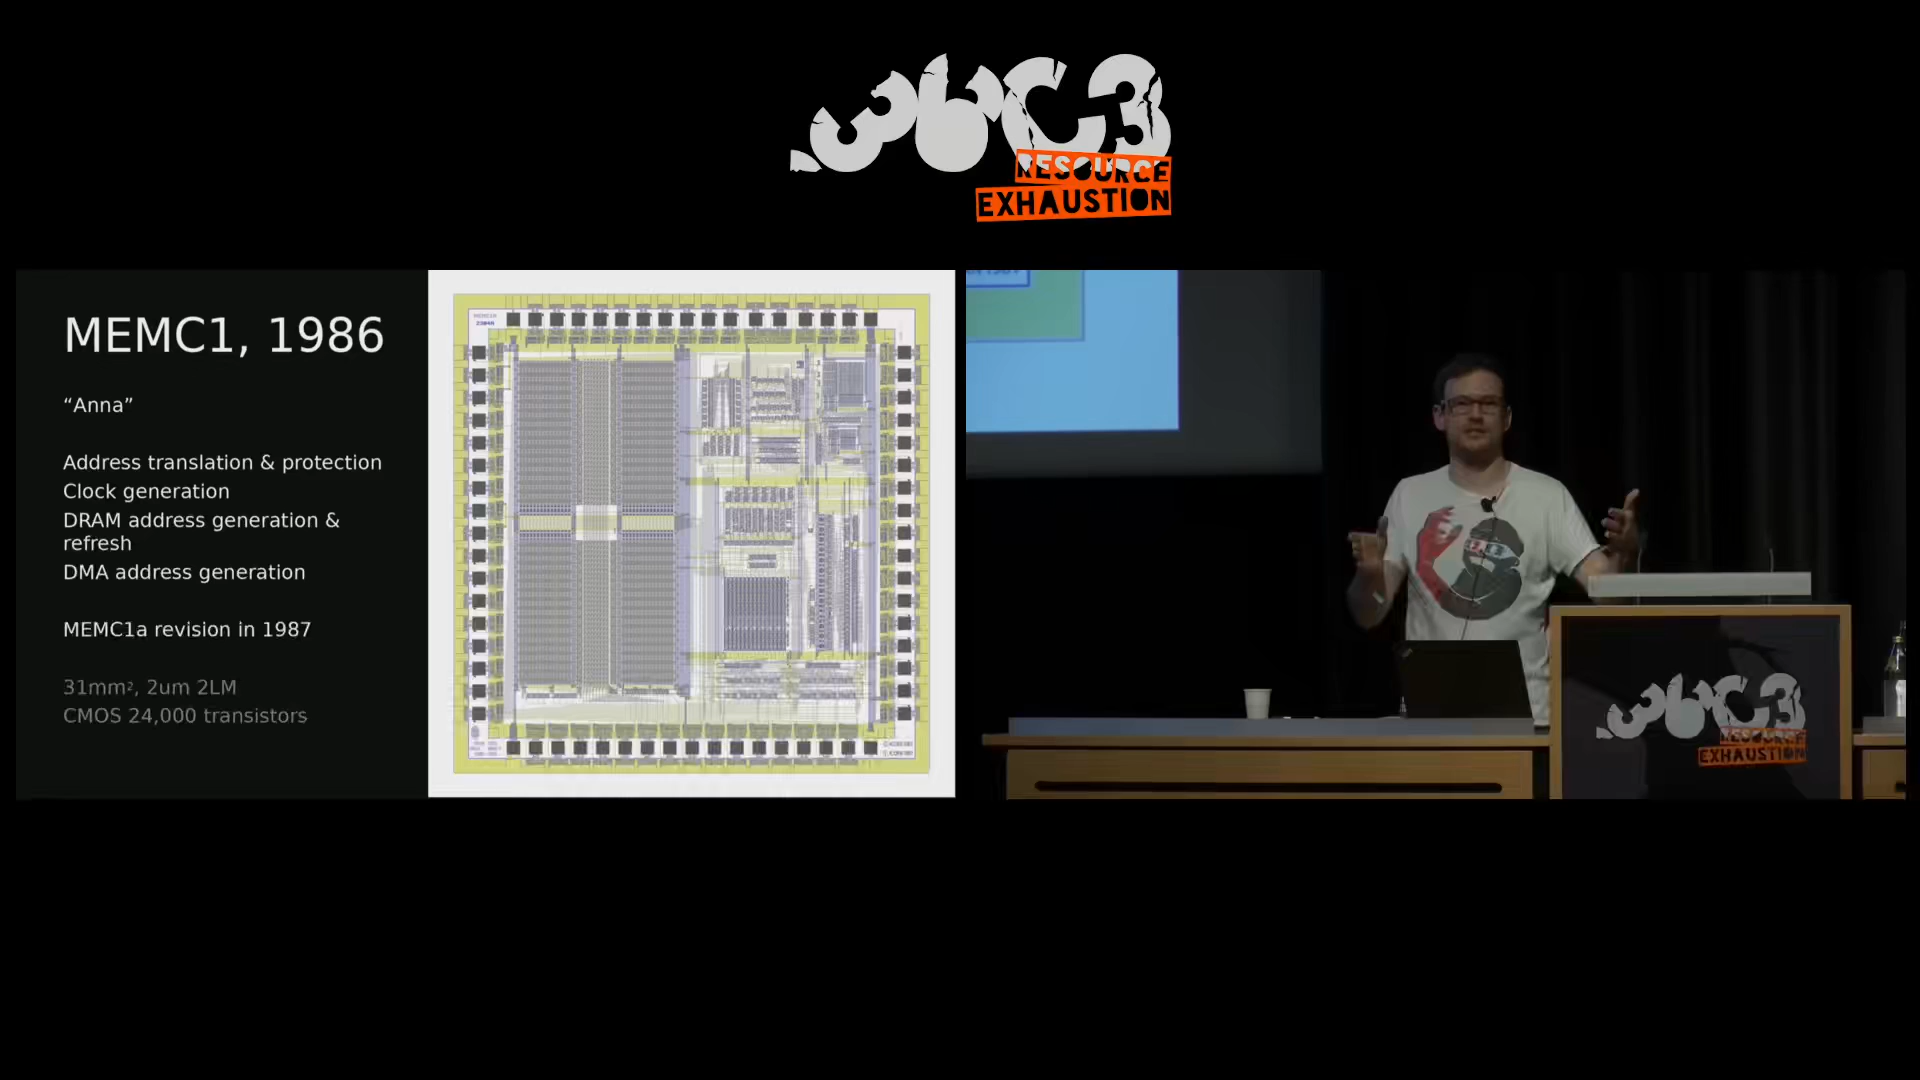 36C3
RESOURCE
EXHAUSTION
MEMC1, 1986
“Anna”
Address translation & protection
Clock generation
DRAM address generation &
refresh
DMA address generation
MEMC1a revision in 1987
31mm², 2um 2LM
CMOS 24,000 transistors
36C3
RESOURCE
EXHAUSTION